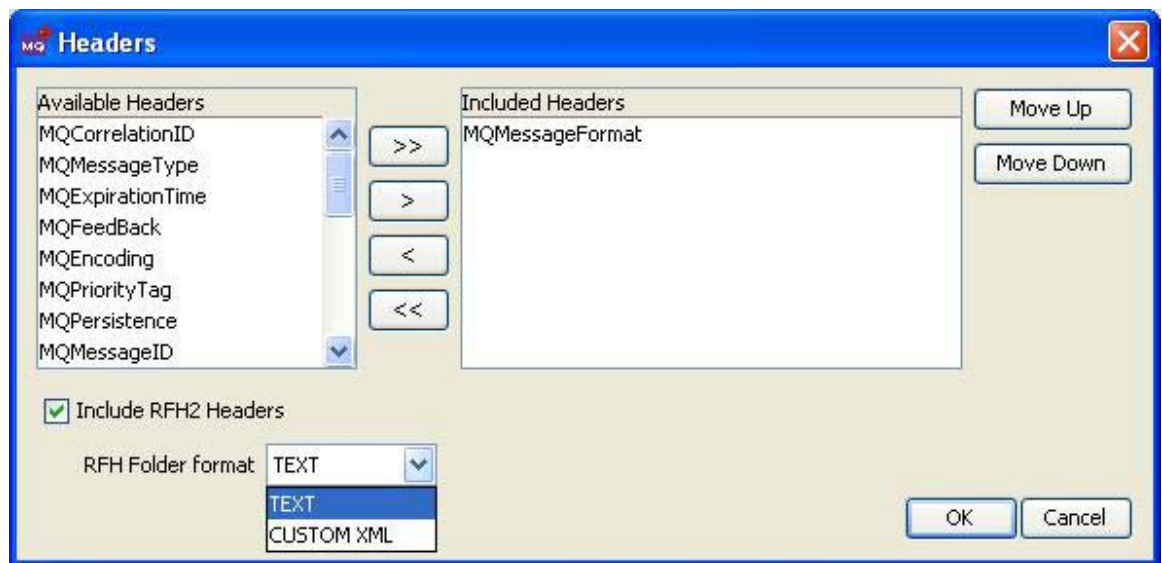 MQ Headers
Available Headers
MQCorrelationID
MQMessageType
MQExpirationTime
MQFeedBack
MQEncoding
MQPriorityTag
MQPersistence
MQMessageID
>>
>
<
<<
Included Headers
MQMessageFormat
Move Up
Move Down
Include RFH2 Headers
RFH Folder format TEXT
TEXT
CUSTOM XML
OK Cancel